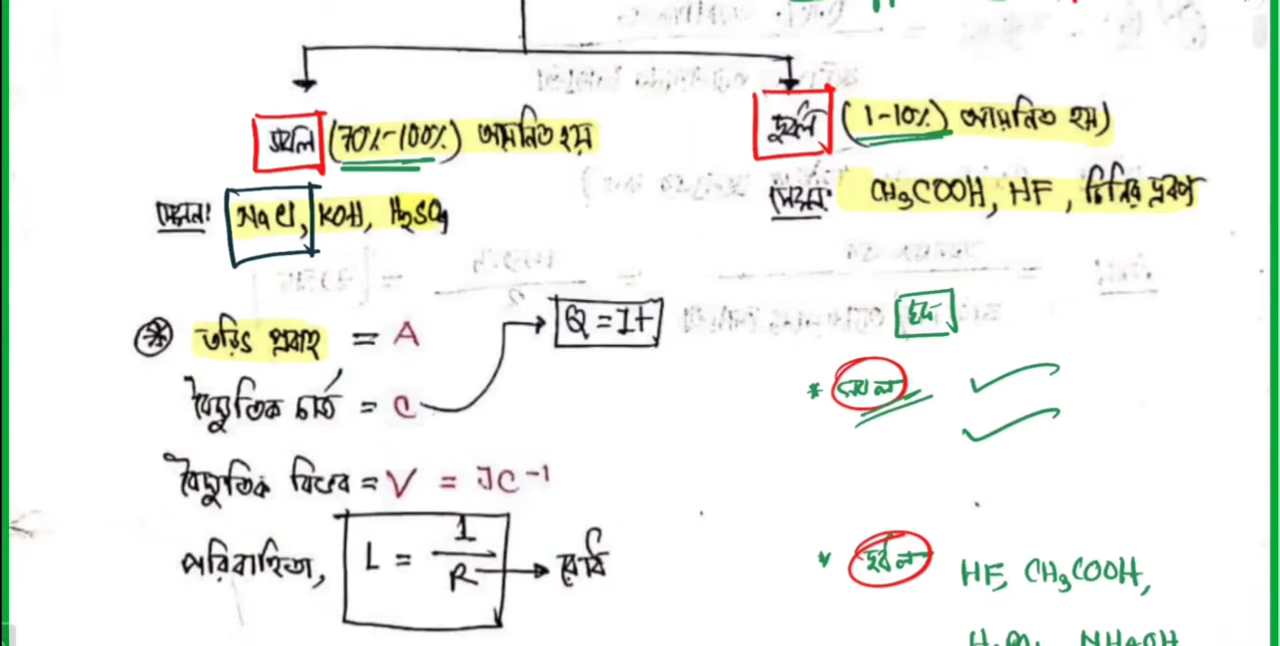 সবল (70%-100%) আয়নিত হয়
দুর্বল (1-10%) আয়নিত হয়)
যেমন: NaCl, KOH, H₂SO₄
যেমন: CH₃COOH, HF, চিনির দ্রবণ
তড়িৎ প্রবাহ = A
Q = It
বৈদ্যুতিক চার্জ = C
* সবল
বৈদ্যুতিক বিভব = V = JC⁻¹
পরিবাহিতা, L = 1/R → রোধ
* দুর্বল HF, CH₃COOH,
NH₄OH